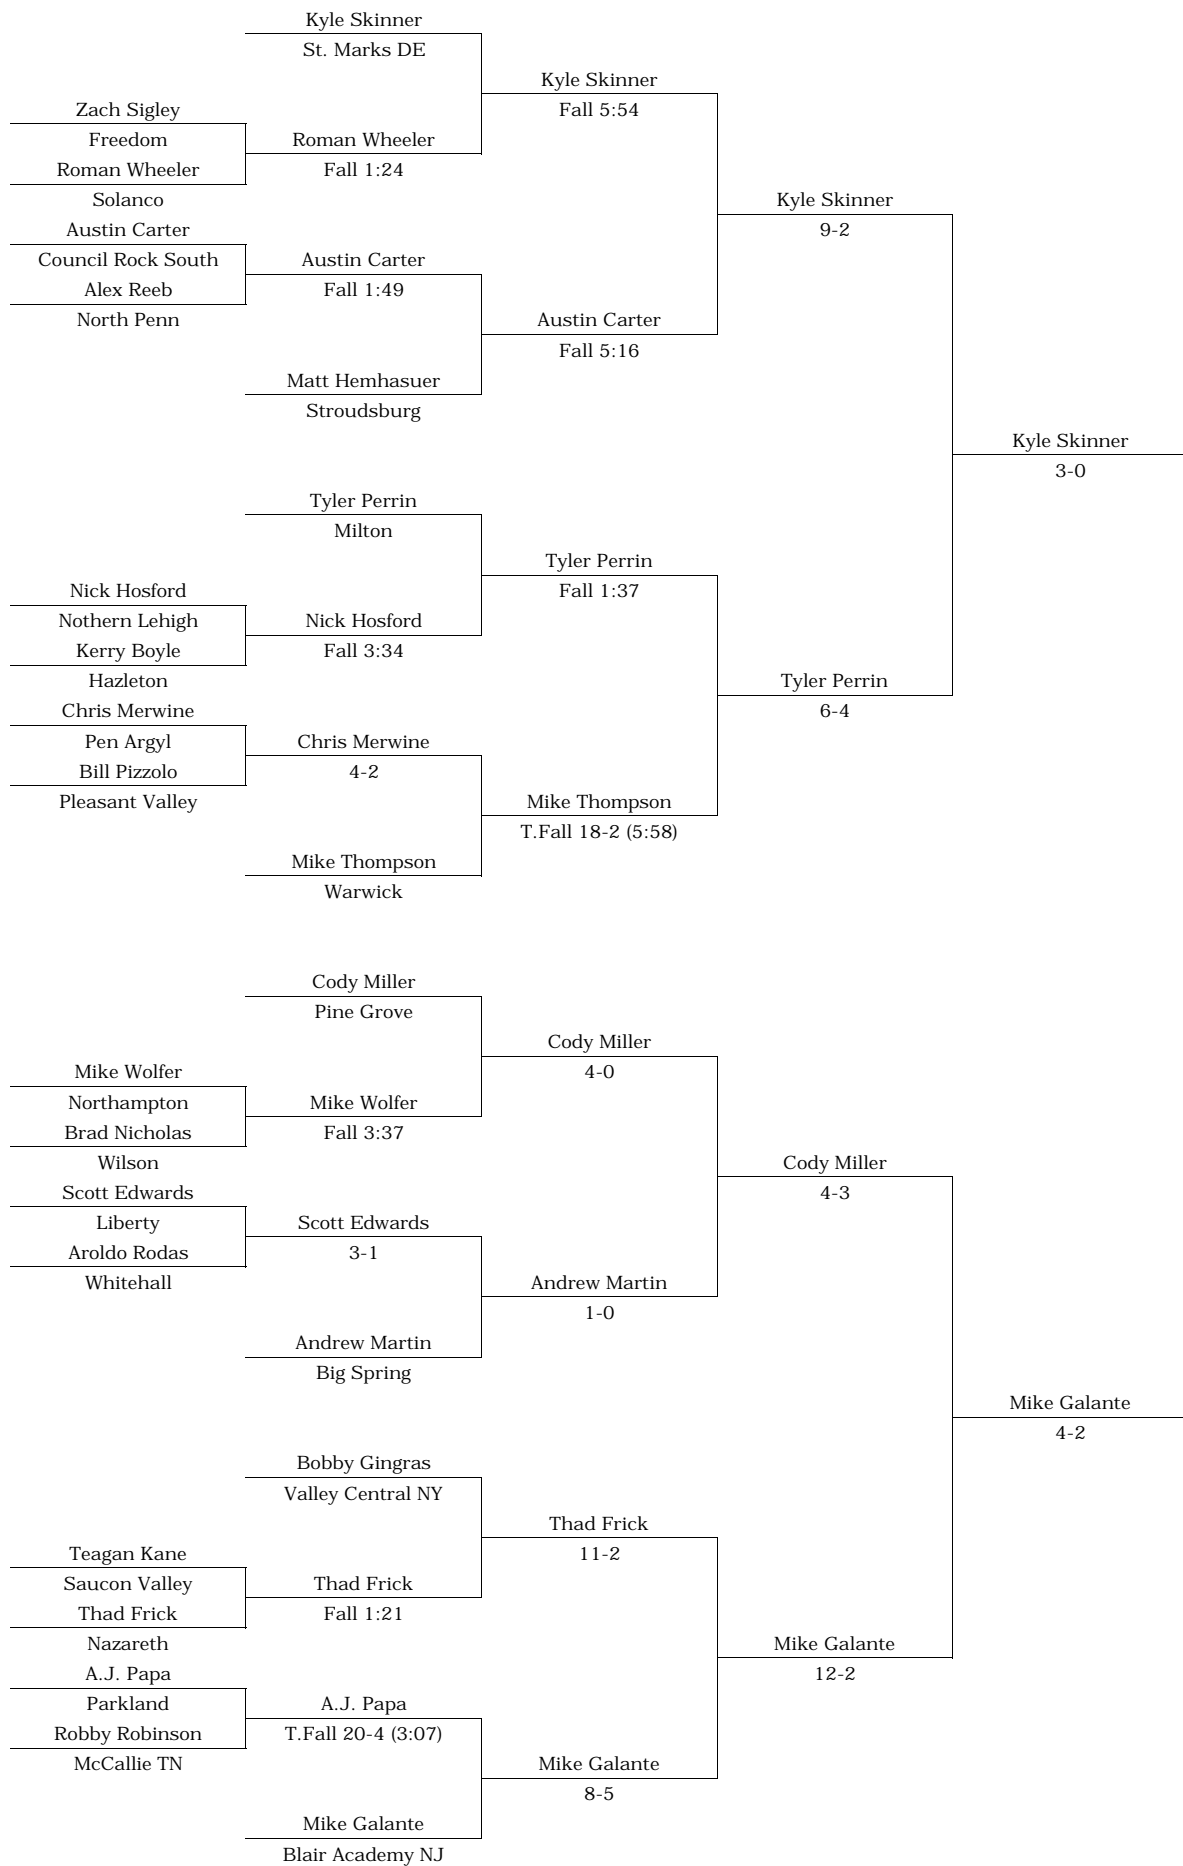 Kyle Skinner
St. Marks DE
Kyle Skinner
Fall 5:54
Zach Sigley
Freedom
Roman Wheeler
Fall 1:24
Roman Wheeler
Solanco
Kyle Skinner
9-2
Austin Carter
Council Rock South
Austin Carter
Fall 1:49
Alex Reeb
North Penn
Austin Carter
Fall 5:16
Matt Hemhasuer
Stroudsburg
Kyle Skinner
3-0
Tyler Perrin
Milton
Tyler Perrin
Fall 1:37
Nick Hosford
Nothern Lehigh
Nick Hosford
Fall 3:34
Kerry Boyle
Hazleton
Tyler Perrin
6-4
Chris Merwine
Pen Argyl
Chris Merwine
4-2
Bill Pizzolo
Pleasant Valley
Mike Thompson
T.Fall 18-2 (5:58)
Mike Thompson
Warwick
Cody Miller
Pine Grove
Cody Miller
4-0
Mike Wolfer
Northampton
Mike Wolfer
Fall 3:37
Brad Nicholas
Wilson
Cody Miller
4-3
Scott Edwards
Liberty
Scott Edwards
3-1
Aroldo Rodas
Whitehall
Andrew Martin
1-0
Andrew Martin
Big Spring
Mike Galante
4-2
Bobby Gingras
Valley Central NY
Thad Frick
11-2
Teagan Kane
Saucon Valley
Thad Frick
Fall 1:21
Thad Frick
Nazareth
Mike Galante
12-2
A.J. Papa
Parkland
A.J. Papa
T.Fall 20-4 (3:07)
Robby Robinson
McCallie TN
Mike Galante
8-5
Mike Galante
Blair Academy NJ